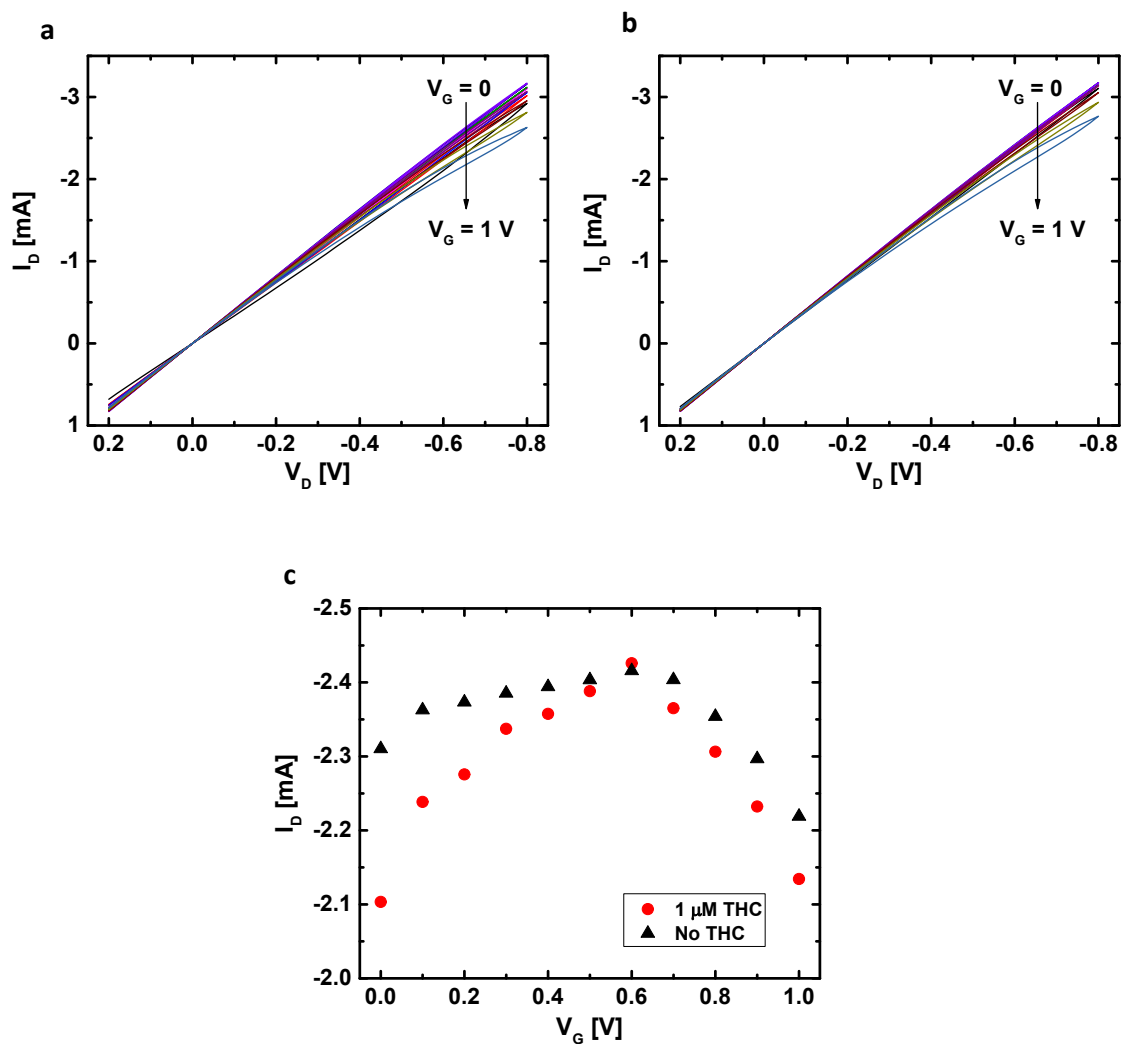 a
-3
-2
-1
0
1
I_D [mA]
V_G = 0
V_G = 1 V
0.2 0.0 -0.2 -0.4 -0.6 -0.8
V_D [V]
b
-3
-2
-1
0
1
I_D [mA]
V_G = 0
V_G = 1 V
0.2 0.0 -0.2 -0.4 -0.6 -0.8
V_D [V]
c
-2.5
-2.4
-2.3
-2.2
-2.1
-2.0
I_D [mA]
1 μM THC
No THC
0.0 0.2 0.4 0.6 0.8 1.0
V_G [V]